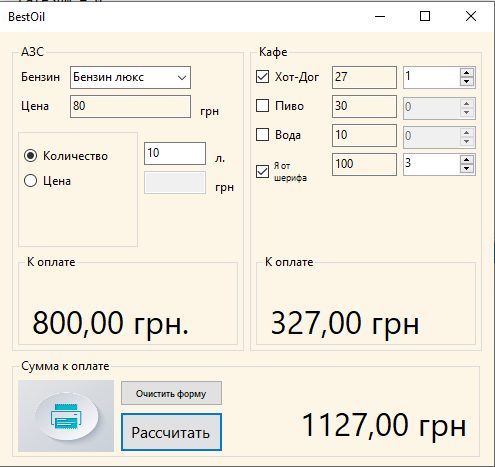 BestOil
АЗС
Бензин Бензин люкс
Цена 80 грн
Количество 10 л.
Цена грн
К оплате
800,00 грн.
Кафе
Хот-Дог 27 1
Пиво 30 0
Вода 10 0
Я от шерифа 100 3
К оплате
327,00 грн
Сумма к оплате
Очистить форму
Рассчитать
1127,00 грн